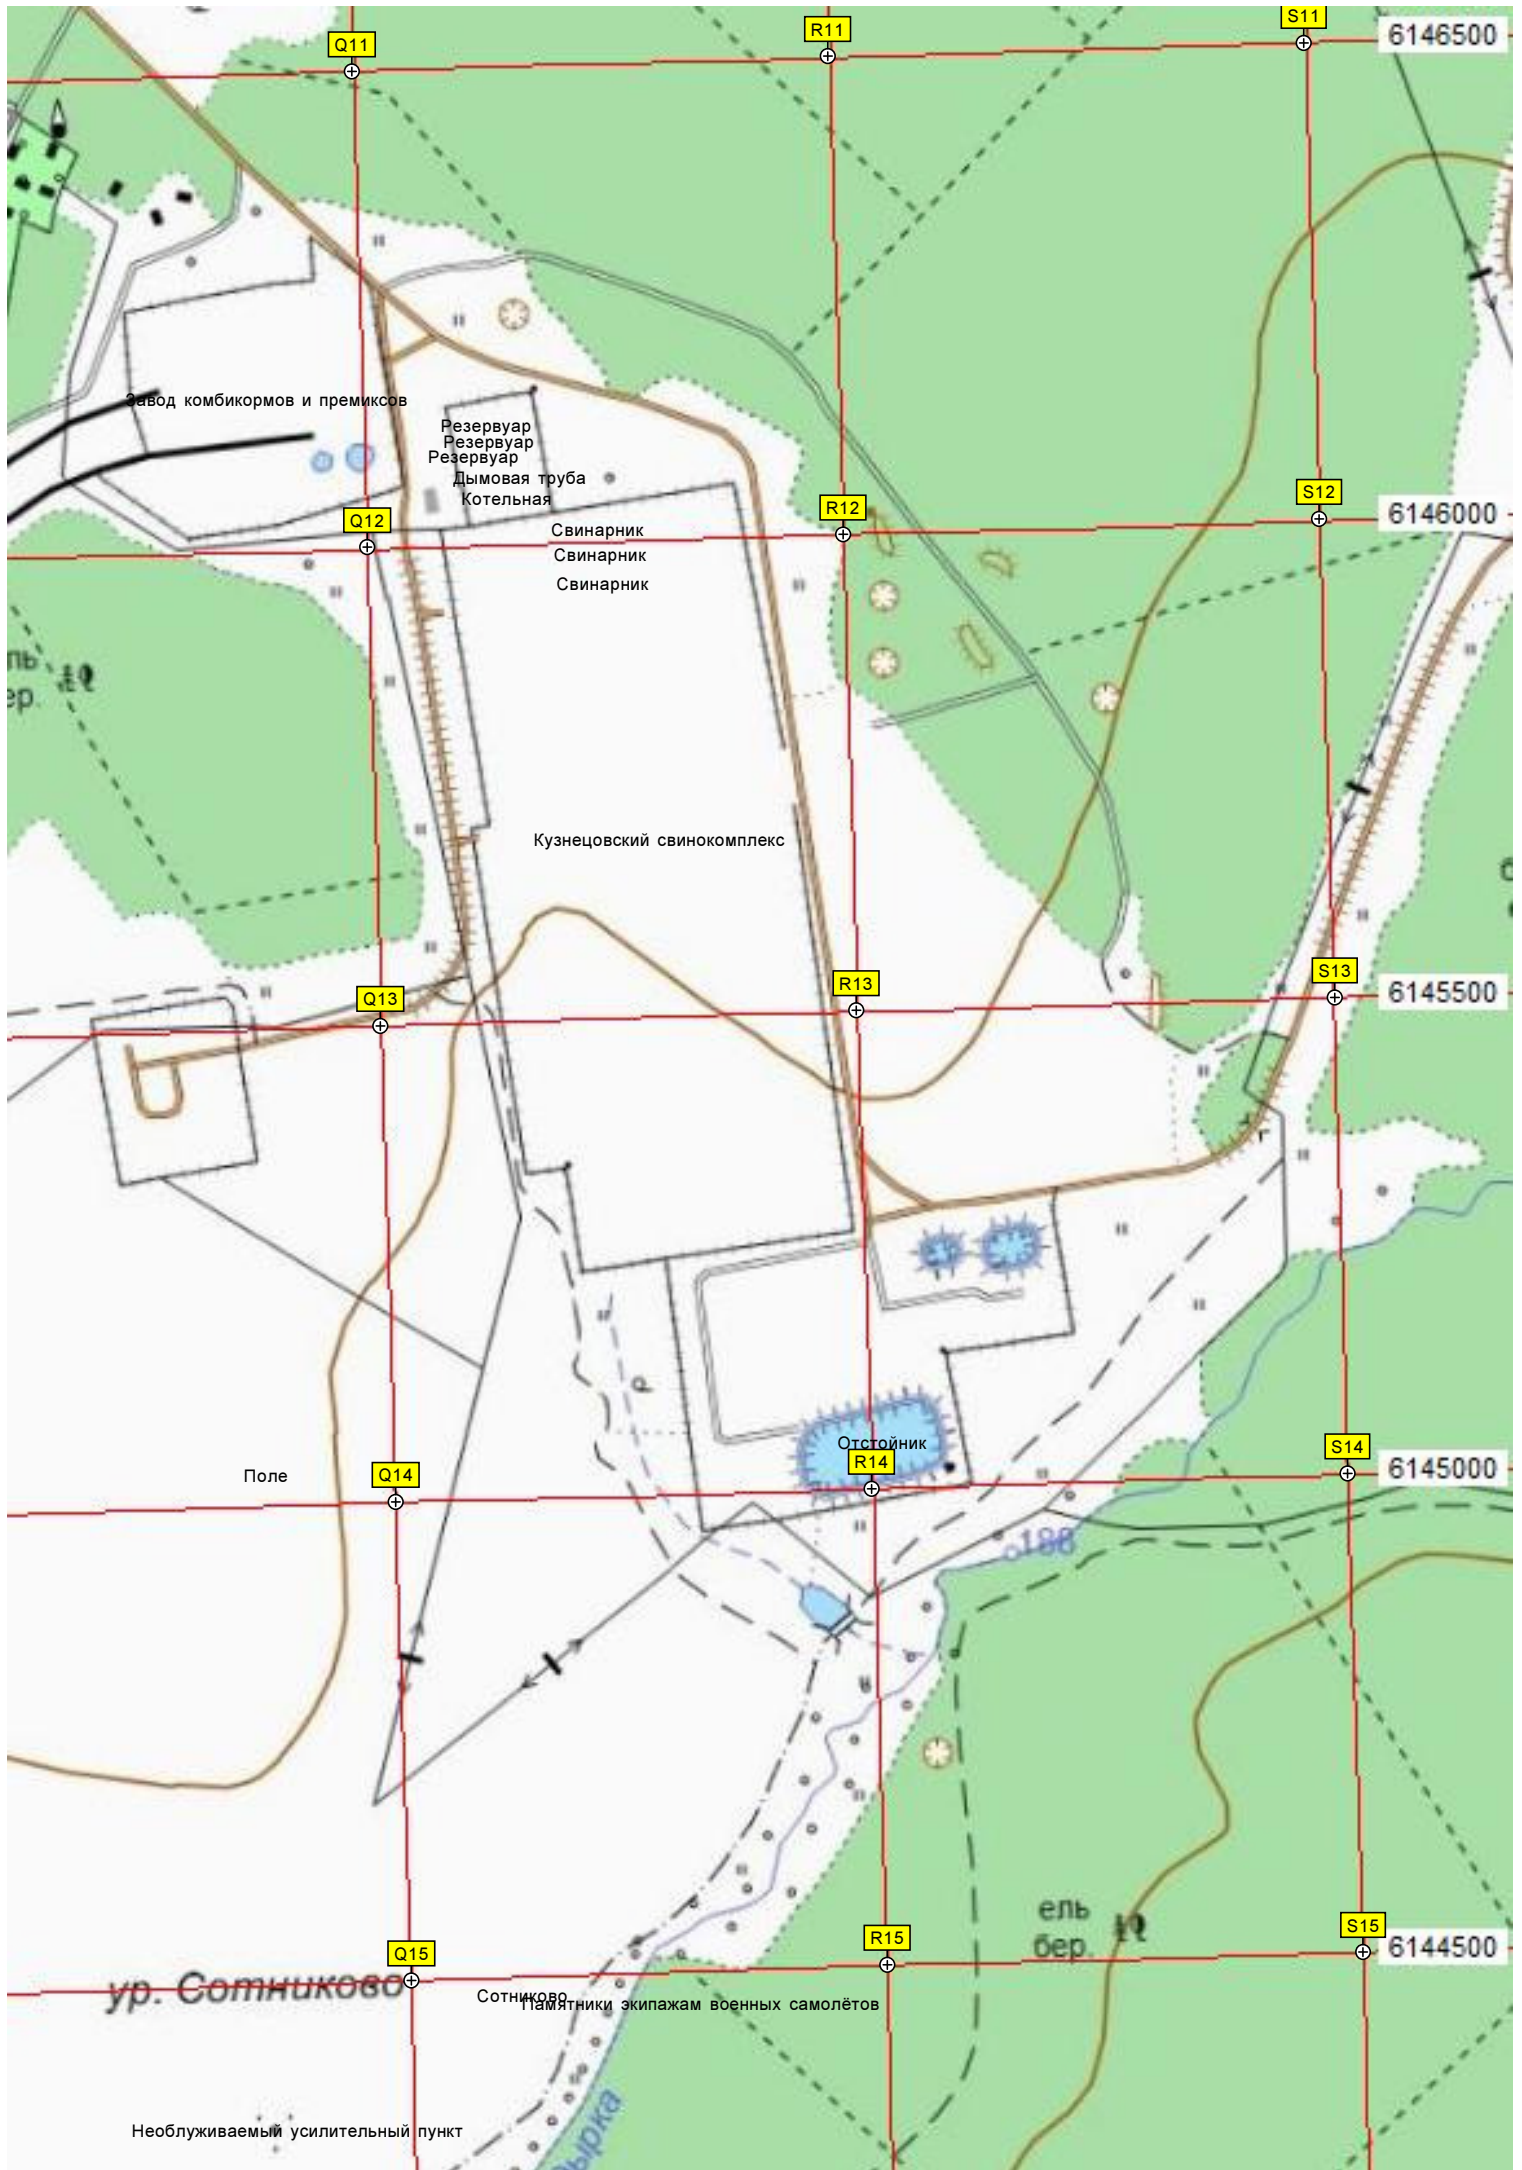 S11
R11
6146500
Q11
Завод комбикормов и премиксов
Резервуар
Резервуар
Резервуар
Дымовая труба
Котельная
S12
R12
6146000
Q12
Свинарник
Свинарник
Свинарник
Кузнецовский свинокомплекс
S13
R13
6145500
Q13
Отстойник
S14
R14
6145000
Q14
Поле
188
ель
бер.
S15
R15
6144500
Q15
ур. Сотниково
Сотниково
Памятники экипажам военных самолётов
Необлуживаемый усилительный пункт